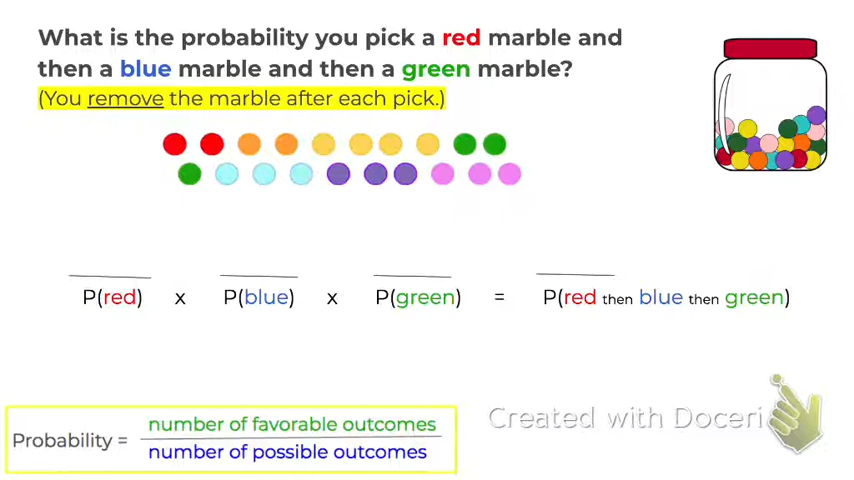 What is the probability you pick a red marble and
then a blue marble and then a green marble?
(You remove the marble after each pick.)
P(red) x P(blue) x P(green) = P(red then blue then green)
number of favorable outcomes
Probability =
number of possible outcomes
Created with Doceri